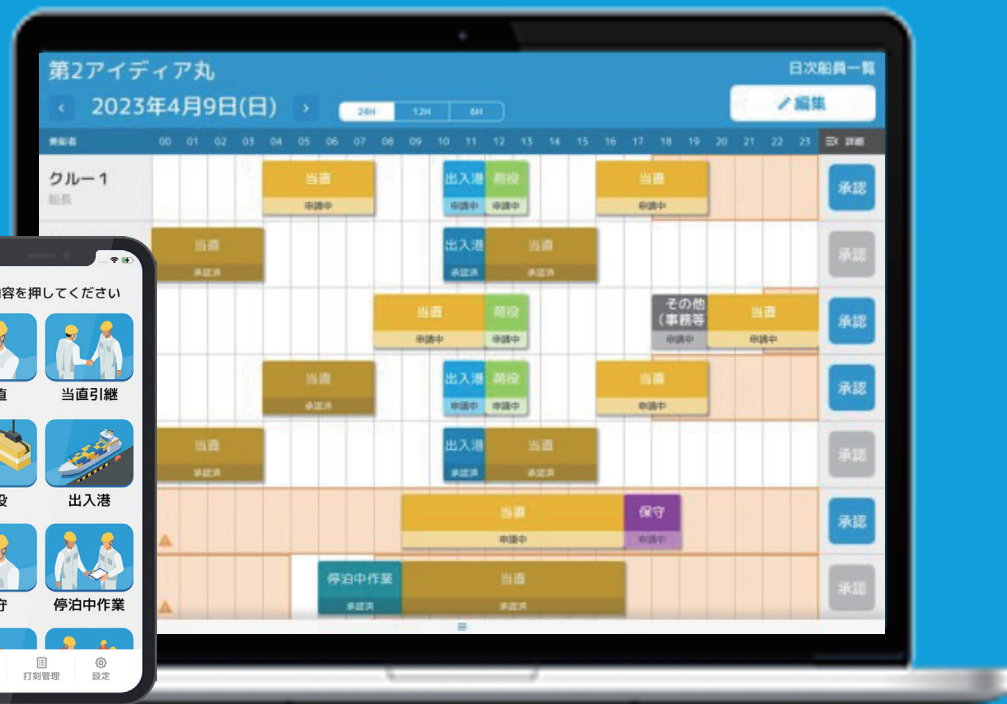 第2アイディア丸
日次船員一覧
2023年4月9日(日)
24H 12H 6H
編集
乗船者 00 01 02 03 04 05 06 07 08 09 10 11 12 13 14 15 16 17 18 19 20 21 22 23 詳細
クルー1
船長
当直 出入港 荷役 当直
申請中 申請中 申請中 申請中
承認
当直 出入港 当直
承認済 承認済 承認済
承認
当直 荷役 その他
(事務等 当直
申請中 申請中 申請中 申請中
承認
当直 出入港 荷役 当直
承認済 申請中 申請中 申請中
承認
当直 出入港 当直
承認済 承認済 承認済
承認
当直 保守
申請中 申請中
承認
停泊中作業 当直
承認済 承認済
承認
容を押してください
直 当直引継
役 出入港
守 停泊中作業
打刻管理 設定